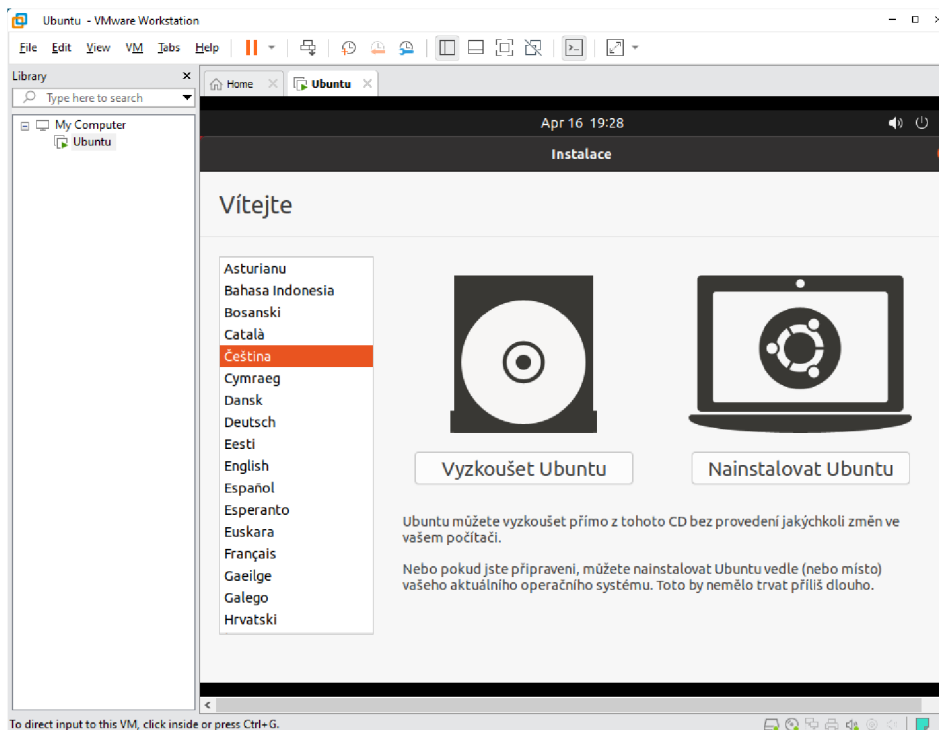 Ubuntu - VMware Workstation
File Edit View VM Tabs Help
Library
Home
Ubuntu
Type here to search
My Computer
Ubuntu
Apr 16 19:28
Instalace
Vítejte
Asturianu
Bahasa Indonesia
Bosanski
Català
Čeština
Cymraeg
Dansk
Deutsch
Eesti
English
Español
Esperanto
Euskara
Français
Gaeilge
Galego
Hrvatski
Vyzkoušet Ubuntu
Nainstalovat Ubuntu
Ubuntu můžete vyzkoušet přímo z tohoto CD bez provedení jakýchkoli změn ve
vašem počítači.
Nebo pokud jste připraveni, můžete nainstalovat Ubuntu vedle (nebo místo)
vašeho aktuálního operačního systému. Toto by nemělo trvat příliš dlouho.
To direct input to this VM, click inside or press Ctrl+G.